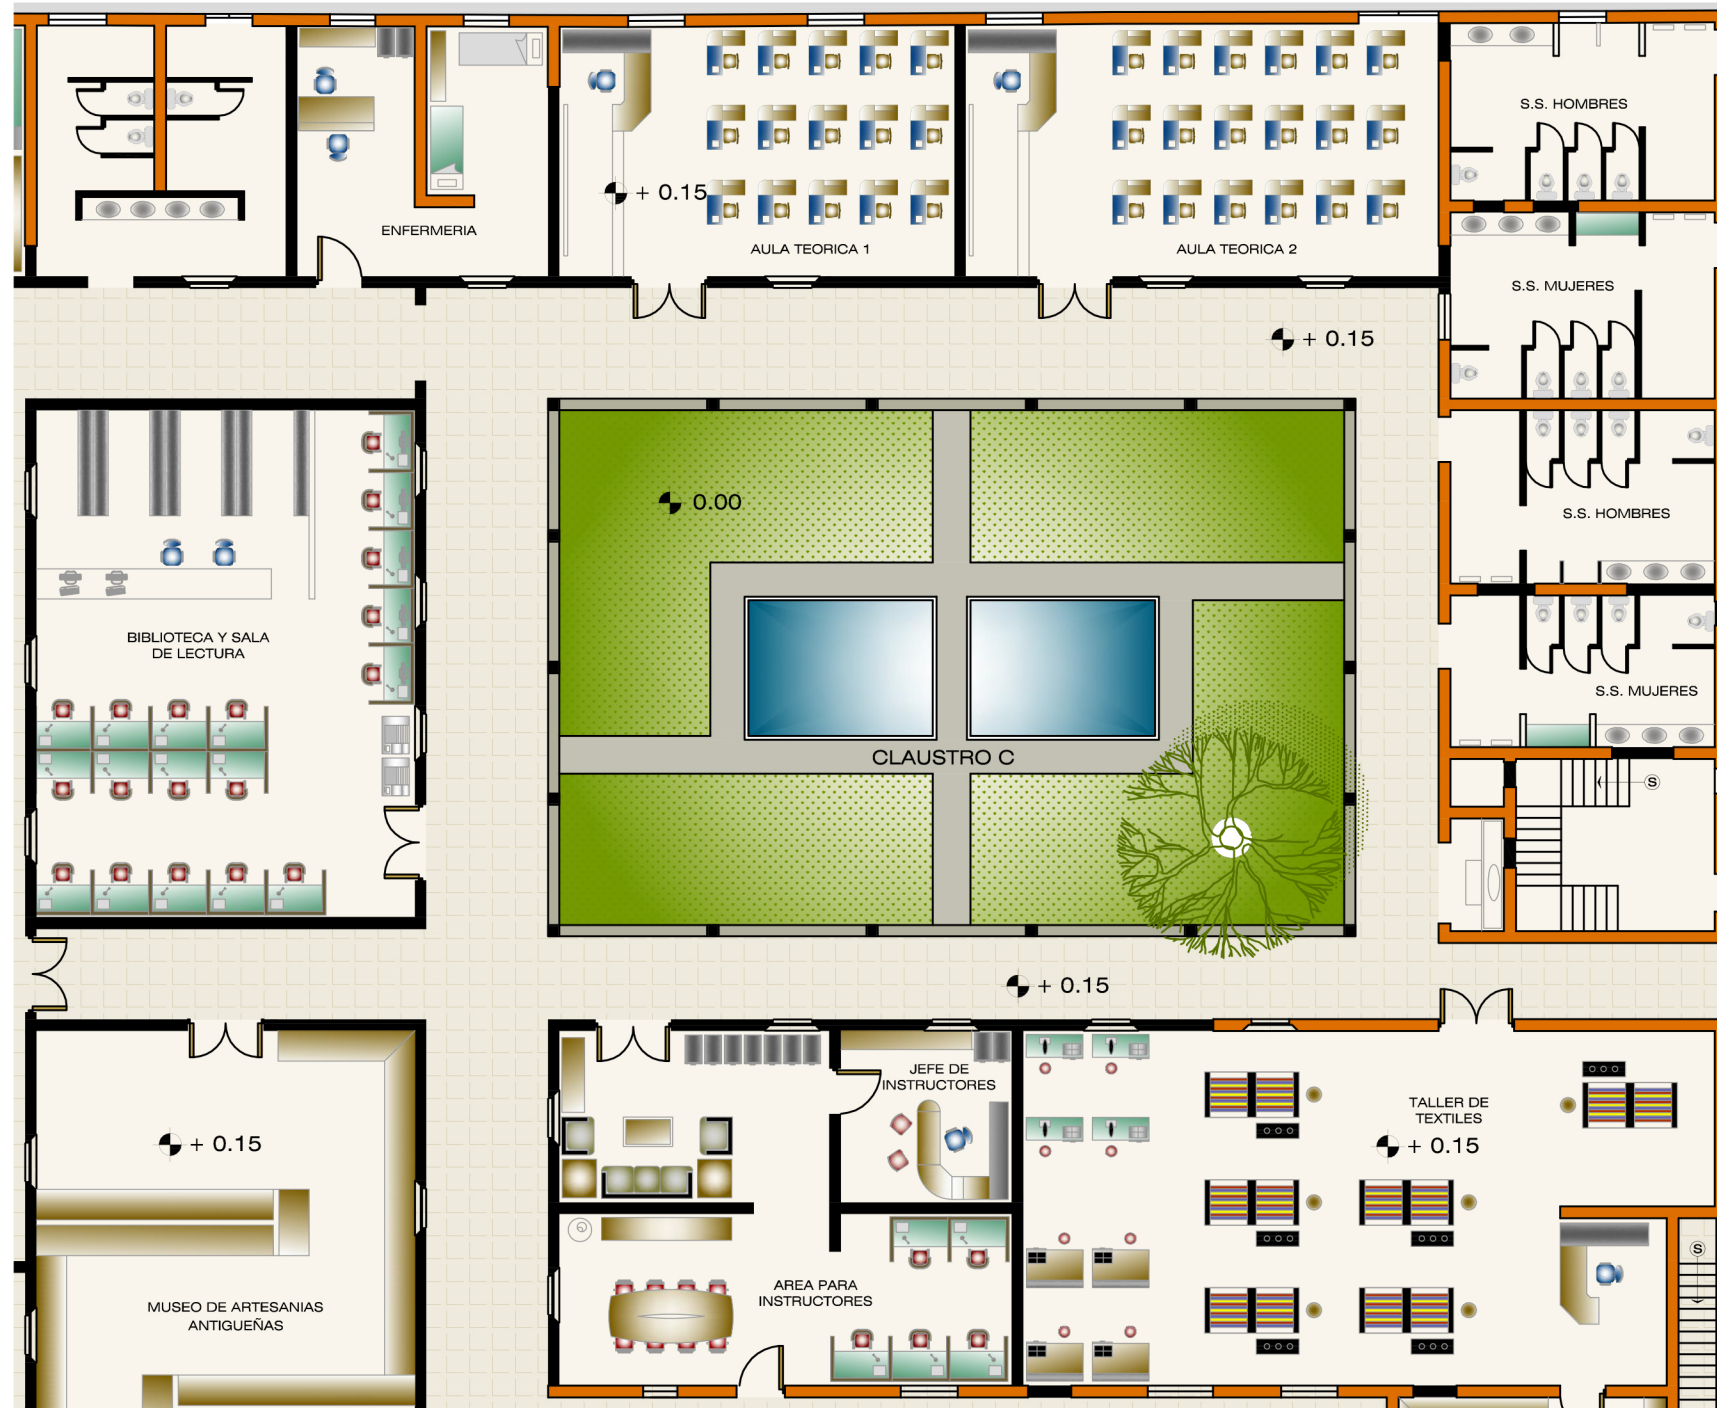 S.S. HOMBRES
+ 0.15
ENFERMERIA
AULA TEORICA 1
AULA TEORICA 2
S.S. MUJERES
+ 0.15
0.00
S.S. HOMBRES
BIBLIOTECA Y SALA
DE LECTURA
S.S. MUJERES
CLAUSTRO C
S
+ 0.15
JEFE DE
INSTRUCTORES
TALLER DE
TEXTILES
+ 0.15
+ 0.15
S
AREA PARA
INSTRUCTORES
MUSEO DE ARTESANIAS
ANTIGUEÑAS